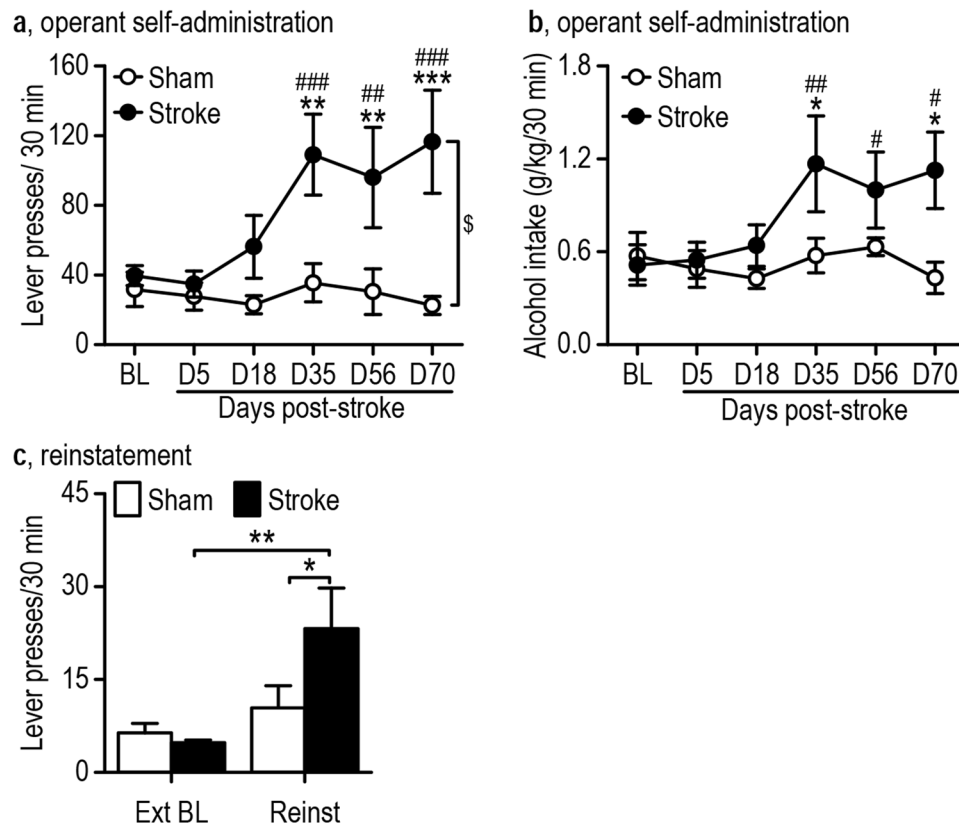 a, operant self-administration
Lever presses/ 30 min
160
120
80
40
0
Sham
Stroke
###
**
##
**
###
***
$
BL D5 D18 D35 D56 D70
Days post-stroke
b, operant self-administration
Alcohol intake (g/kg/30 min)
1.8
1.2
0.6
0.0
Sham
Stroke
##
*
#
#
*
BL D5 D18 D35 D56 D70
Days post-stroke
c, reinstatement
Lever presses/30 min
45
30
15
0
Sham Stroke
**
*
Ext BL Reinst